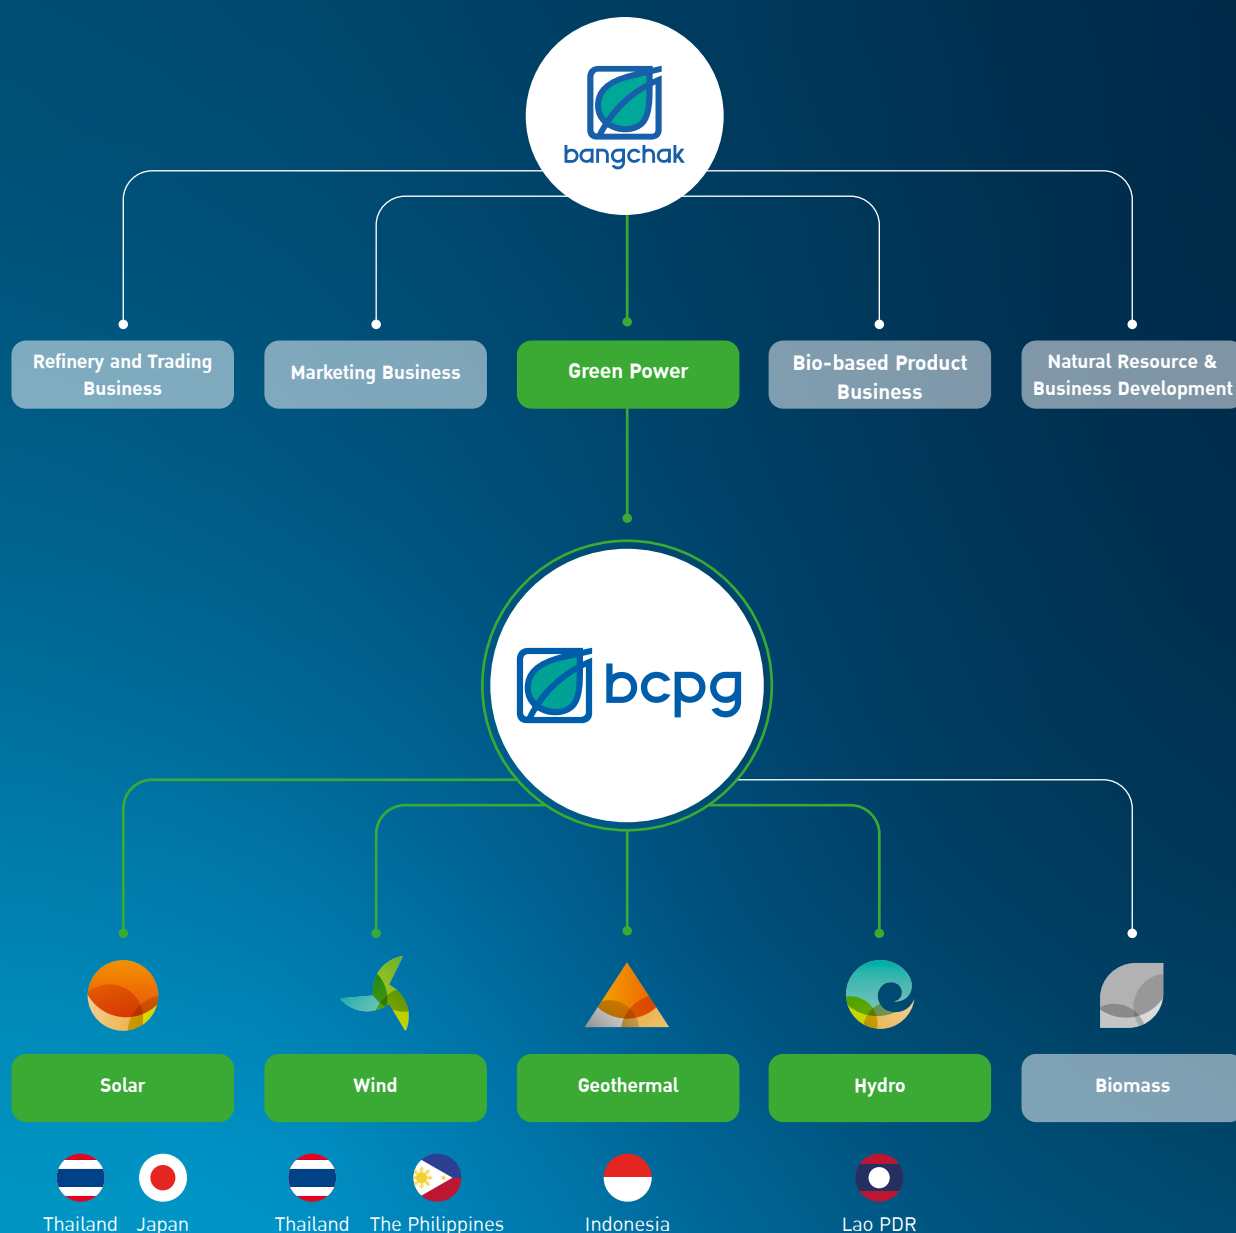 bangchak
Refinery and Trading
Business
Marketing Business
Green Power
Bio-based Product
Business
Natural Resource &
Business Development
bcpg
Solar
Wind
Geothermal
Hydro
Biomass
Thailand
Japan
Thailand
The Philippines
Indonesia
Lao PDR